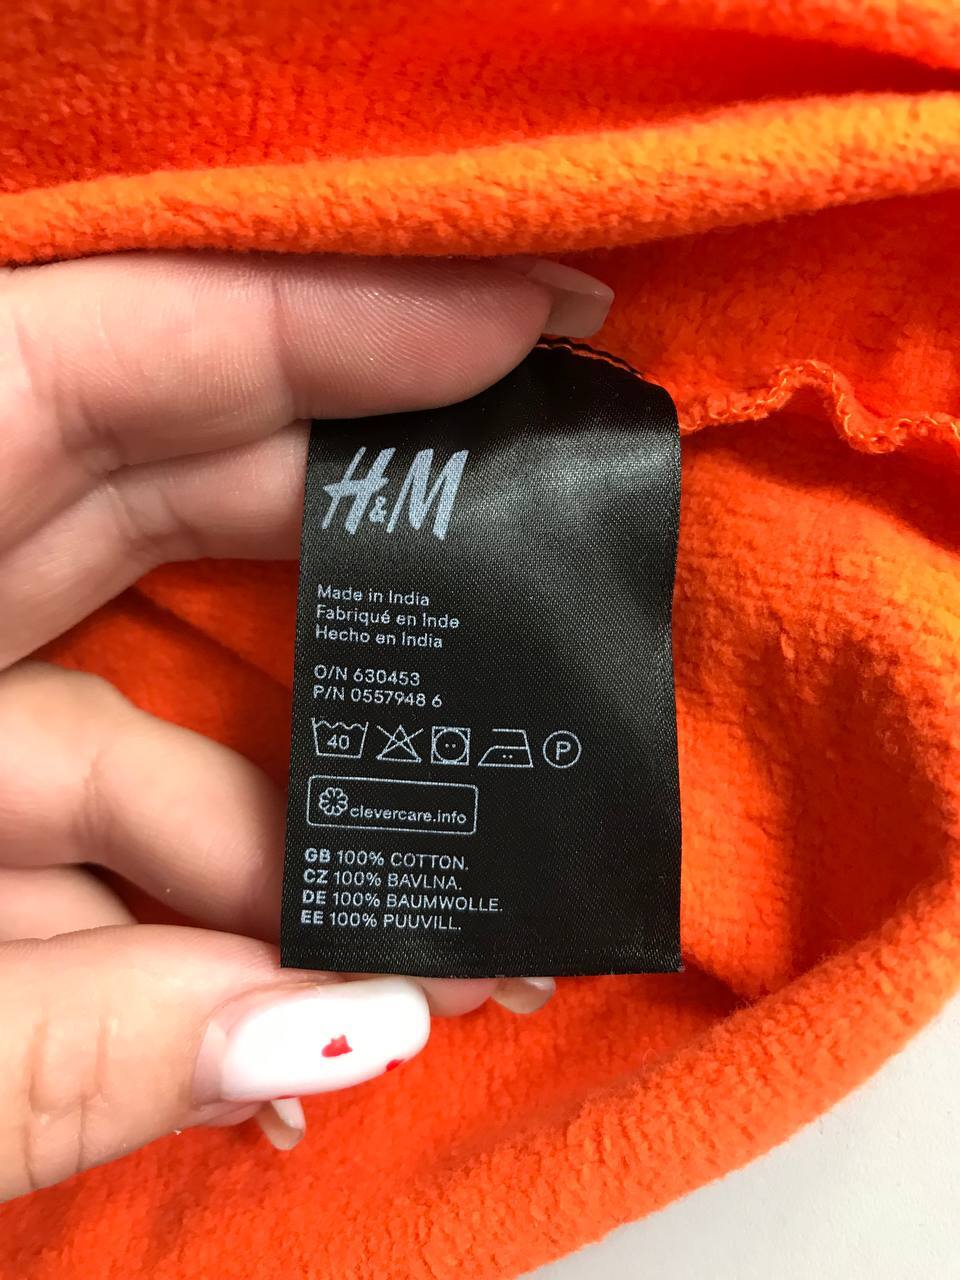 H&M
Made in India
Fabriqué en Inde
Hecho en India
O/N 630453
P/N 0557948 6
40 P
clevercare.info
GB 100% COTTON.
CZ 100% BAVLNA.
DE 100% BAUMWOLLE.
EE 100% PUUVILL.